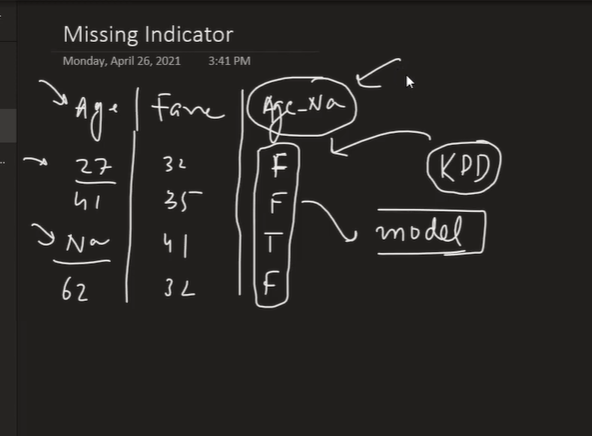 Missing Indicator
Monday, April 26, 2021 3:41 PM
Age Fare Age_Na
27 32 F
41 35 F
Na 41 T
62 32 F
KDD
model